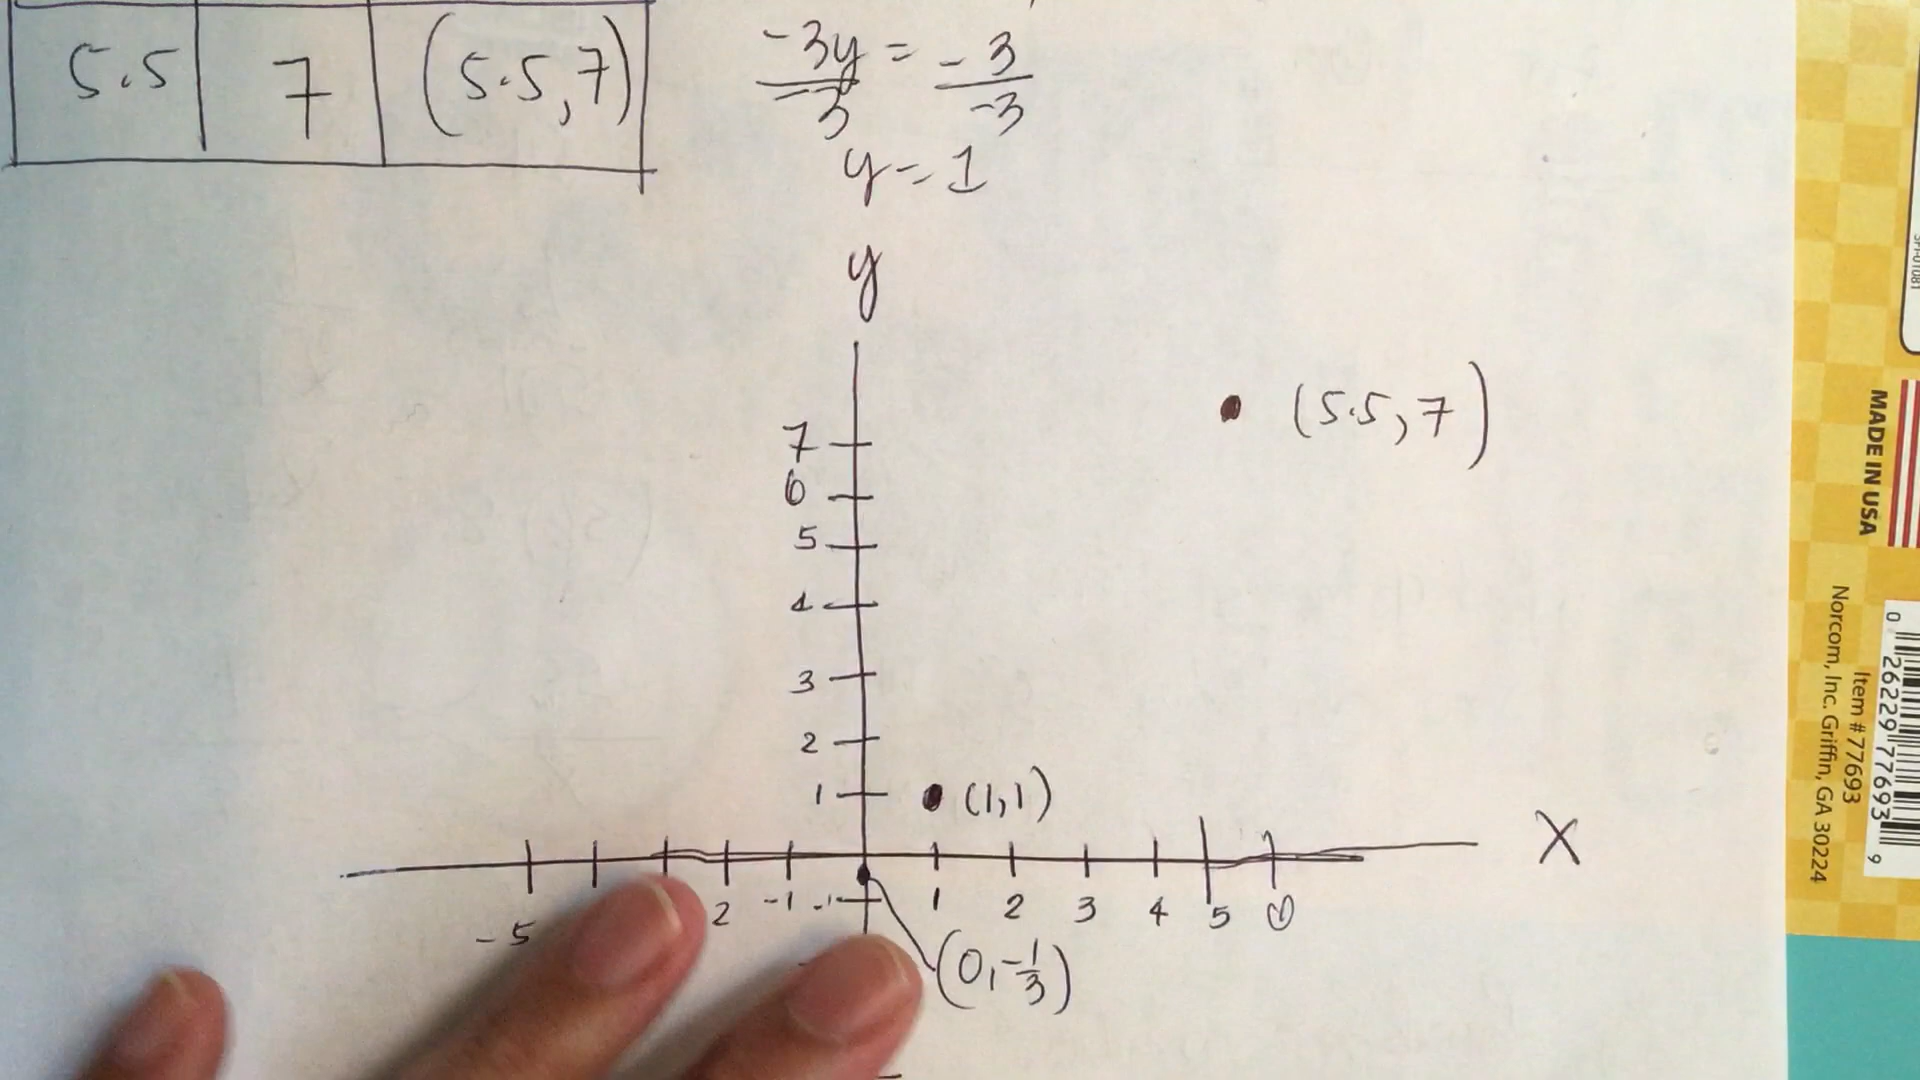 5.5 7 (5.5,7)
-3y = -3
-3 -3
y = 1
y
(5.5,7)
7
6
5
4
3
2
1 (1,1)
X
-5 2 -1 -1 1 2 3 4 5 6
(0,-1/3)
MADE IN USA
Item #77693
Norcom, Inc. Griffin, GA 30224
0 26229 77693 9